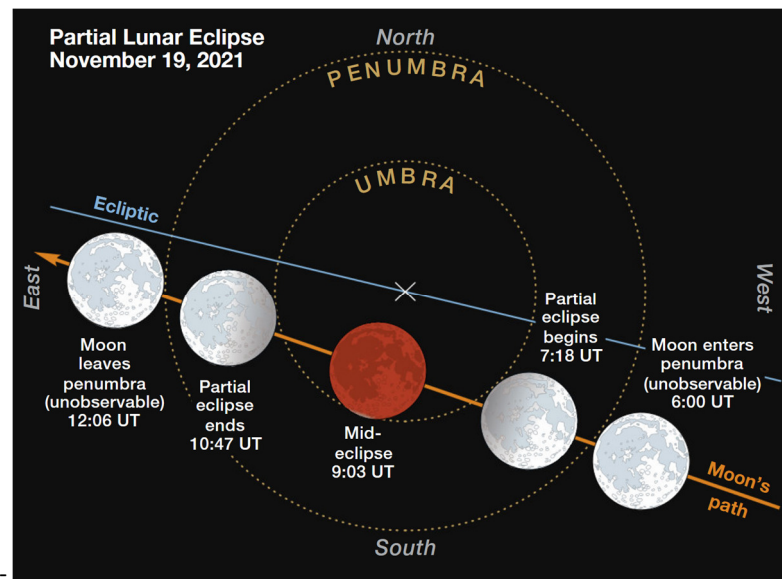 Partial Lunar Eclipse
November 19, 2021
North
PENUMBRA
UMBRA
Ecliptic
East
West
Moon
leaves
penumbra
(unobservable)
12:06 UT
Partial
eclipse
ends
10:47 UT
Mid-
eclipse
9:03 UT
Partial
eclipse
begins
7:18 UT
Moon enters
penumbra
(unobservable)
6:00 UT
Moon's
path
South